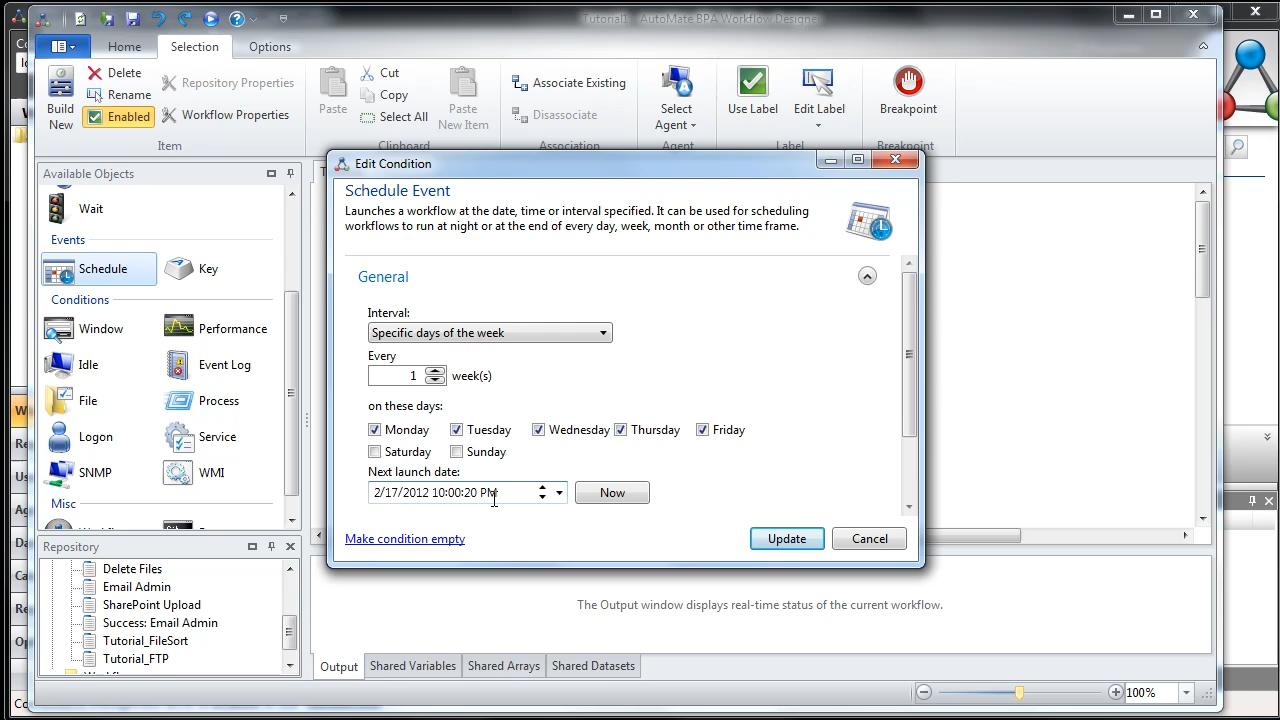 Tutorial1 - AutoMate BPA Workflow Designer
Home
Selection
Options
Build New
Delete
Rename
Enabled
Repository Properties
Workflow Properties
Item
Paste
Cut
Copy
Select All
Paste New Item
Clipboard
Associate Existing
Disassociate
Association
Select Agent
Agent
Use Label
Edit Label
Label
Breakpoint
Breakpoint
Available Objects
Wait
Events
Schedule
Key
Conditions
Window
Performance
Idle
Event Log
File
Process
Logon
Service
SNMP
WMI
Misc
Repository
Delete Files
Email Admin
SharePoint Upload
Success: Email Admin
Tutorial_FileSort
Tutorial_FTP
Edit Condition
Schedule Event
Launches a workflow at the date, time or interval specified. It can be used for scheduling
workflows to run at night or at the end of every day, week, month or other time frame.
General
Interval:
Specific days of the week
Every
1 week(s)
on these days:
Monday Tuesday Wednesday Thursday Friday
Saturday Sunday
Next launch date:
2/17/2012 10:00:20 PM
Now
Make condition empty
Update
Cancel
The Output window displays real-time status of the current workflow.
Output
Shared Variables
Shared Arrays
Shared Datasets
100%